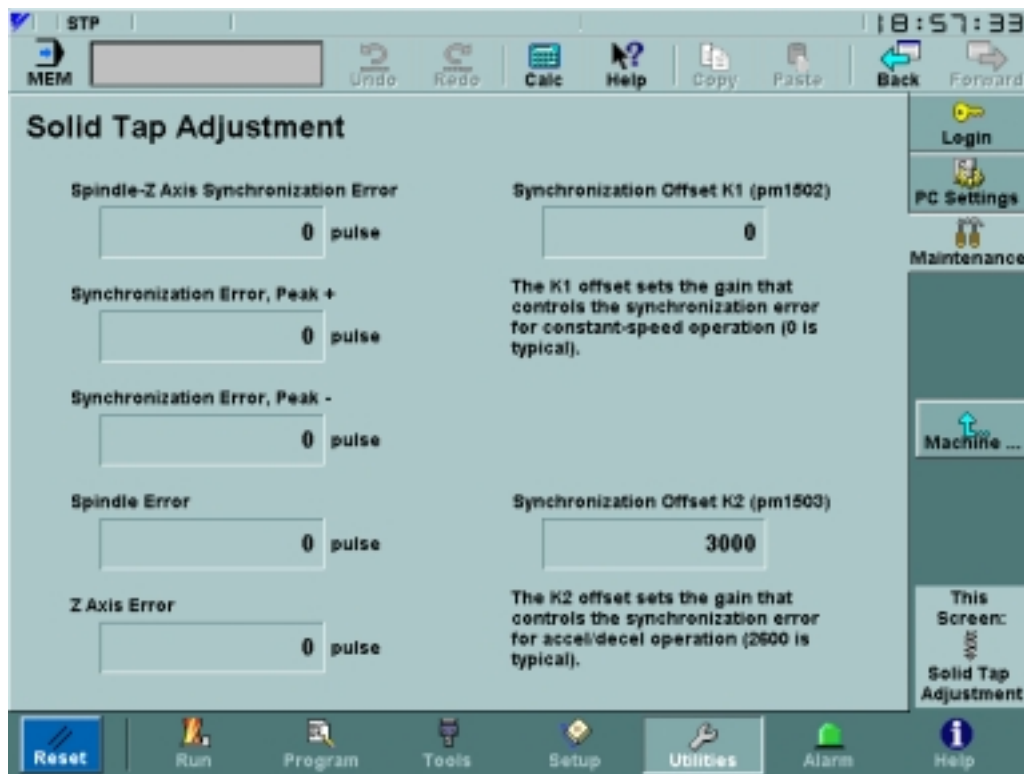 STP
18:57:33
MEM
Undo
Redo
Calc
Help
Copy
Paste
Back
Forward
Solid Tap Adjustment
Login
PC Settings
Maintenance
Machine ...
Spindle-Z Axis Synchronization Error
0 pulse
Synchronization Error, Peak +
0 pulse
Synchronization Error, Peak -
0 pulse
Spindle Error
0 pulse
Z Axis Error
0 pulse
Synchronization Offset K1 (pm1502)
0
The K1 offset sets the gain that
controls the synchronization error
for constant-speed operation (0 is
typical).
Synchronization Offset K2 (pm1503)
3000
The K2 offset sets the gain that
controls the synchronization error
for accel/decel operation (2600 is
typical).
This
Screen:
Solid Tap
Adjustment
Reset
Run
Program
Tools
Setup
Utilities
Alarm
Help